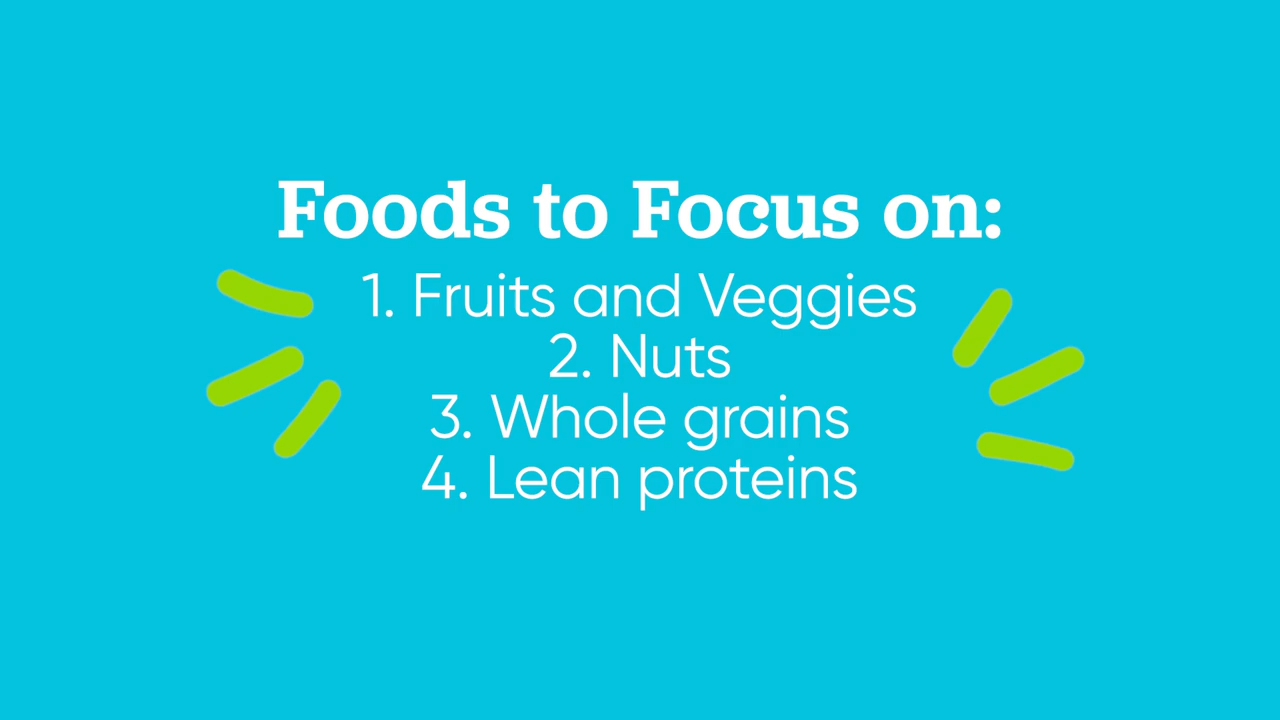 Foods to Focus on:
1. Fruits and Veggies
2. Nuts
3. Whole grains
4. Lean proteins